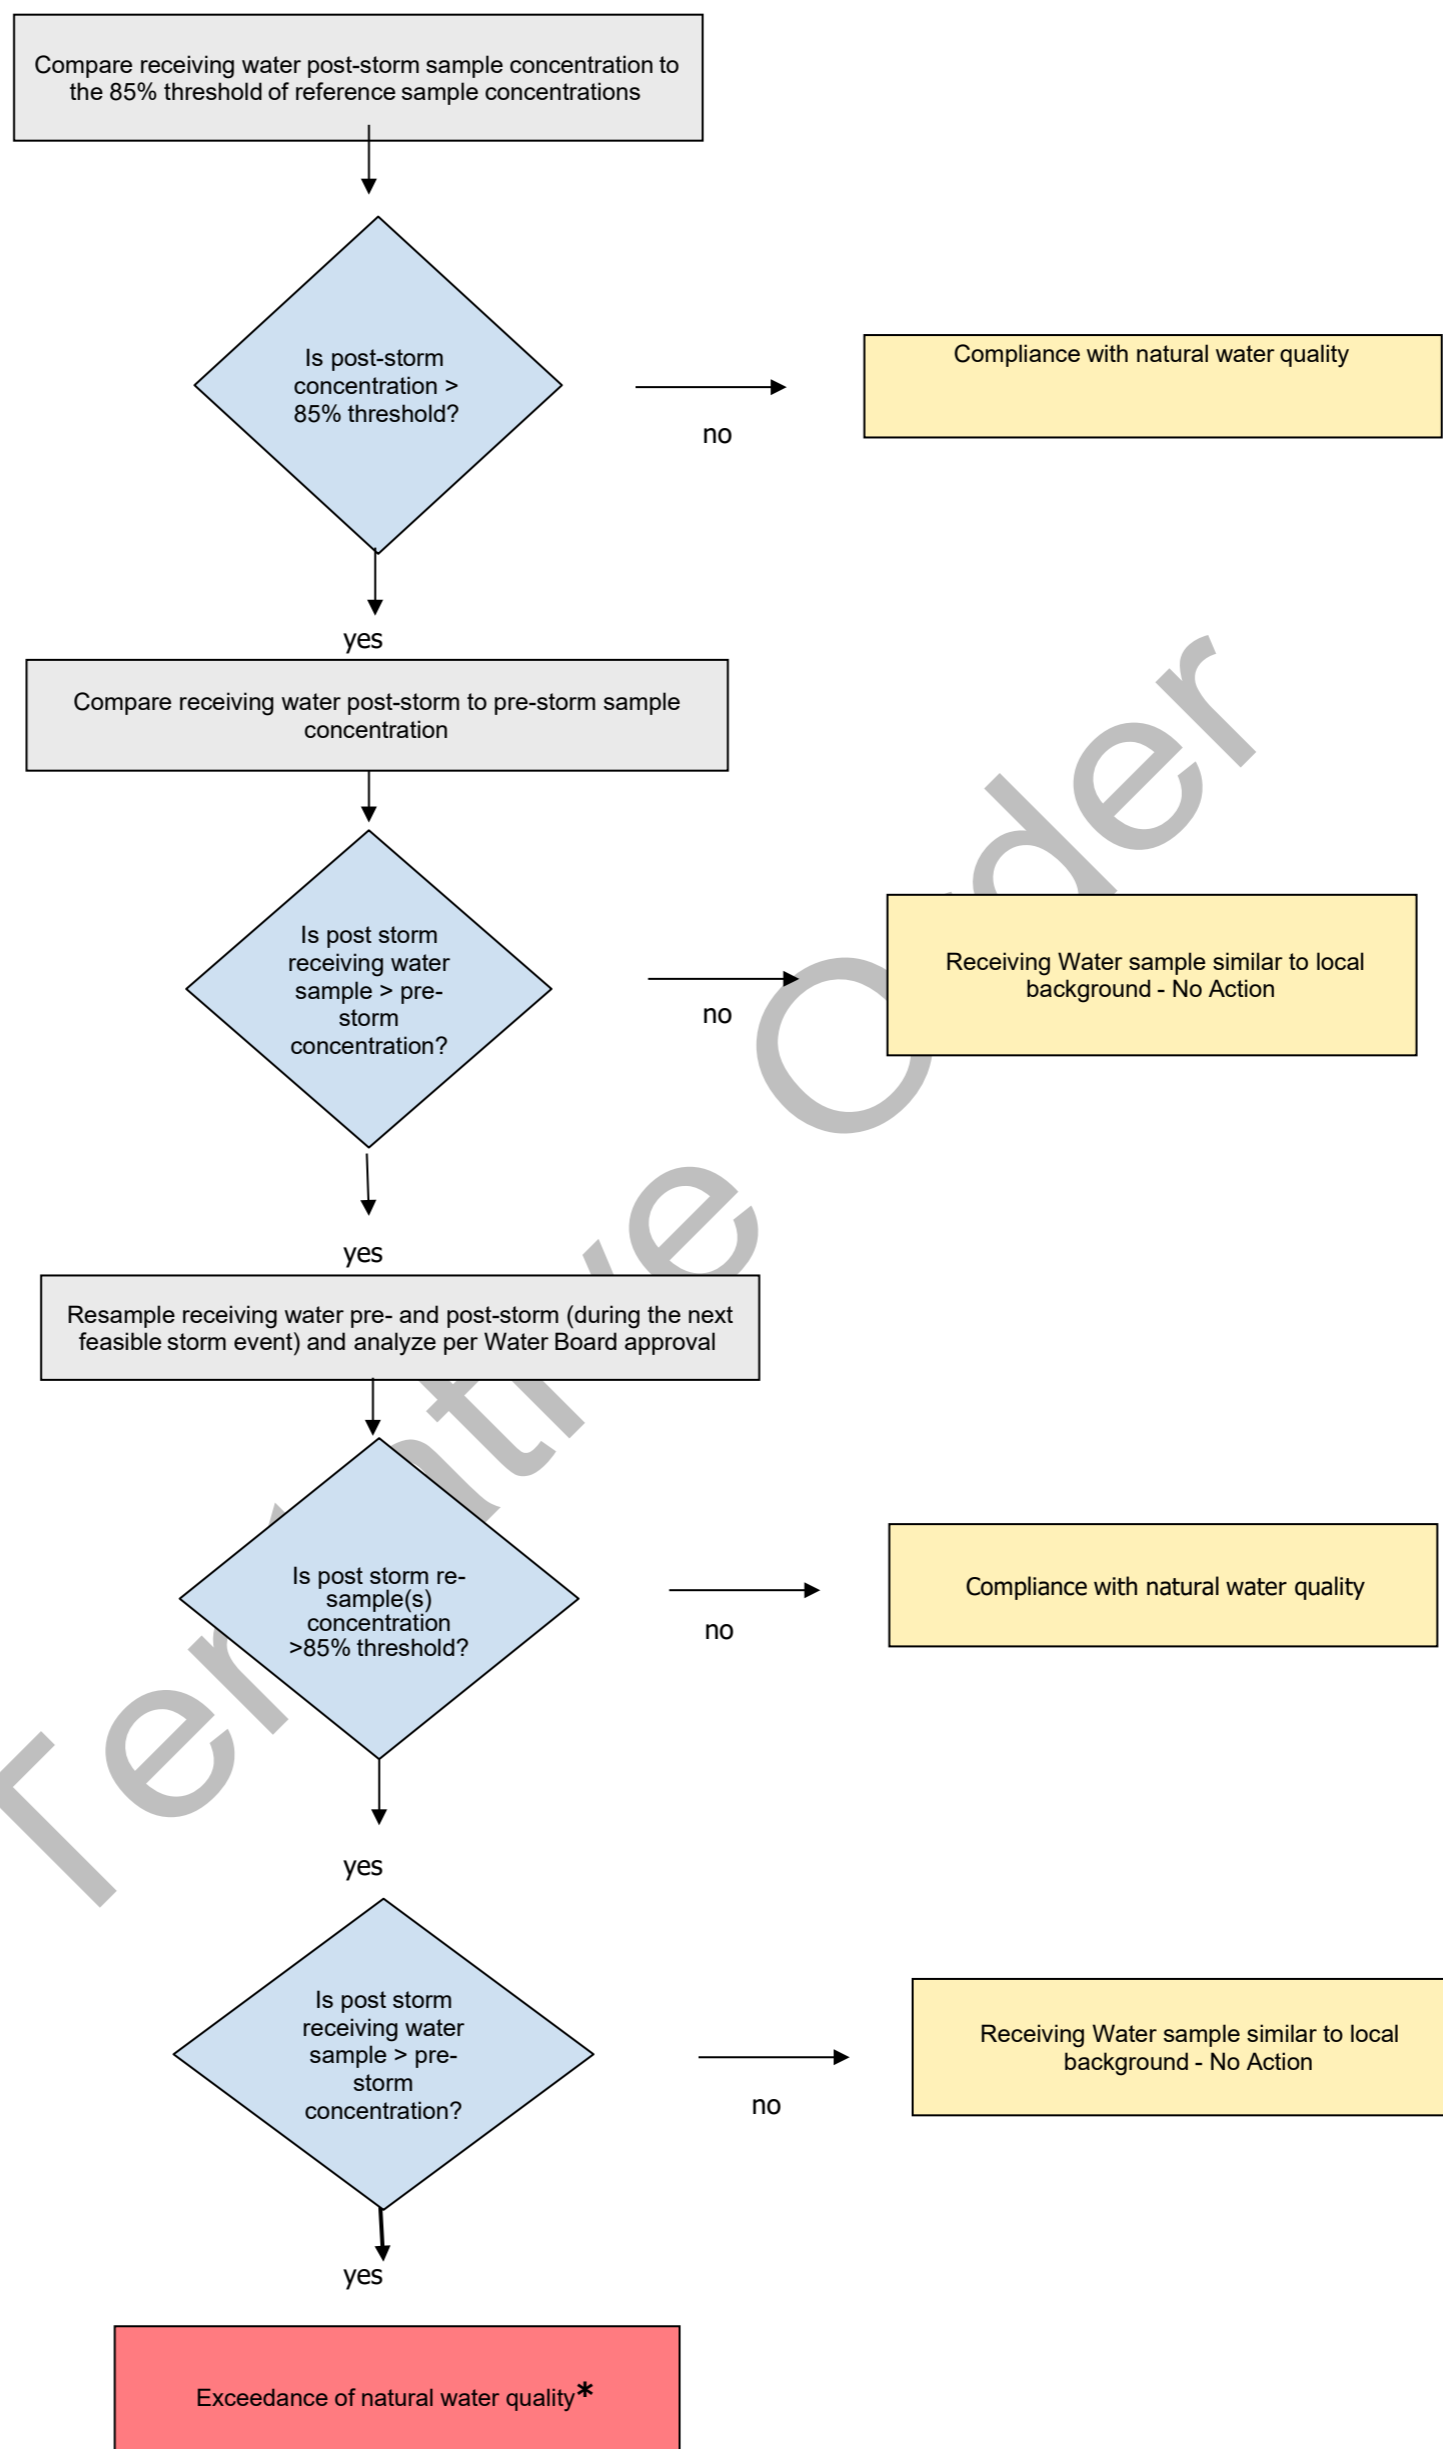 Compare receiving water post-storm sample concentration to
the 85% threshold of reference sample concentrations
Is post-storm
concentration >
85% threshold?
no
Compliance with natural water quality
yes
Compare receiving water post-storm to pre-storm sample
concentration
Is post storm
receiving water
sample > pre-
storm
concentration?
no
Receiving Water sample similar to local
background - No Action
yes
Resample receiving water pre- and post-storm (during the next
feasible storm event) and analyze per Water Board approval
Is post storm re-
sample(s)
concentration
>85% threshold?
no
Compliance with natural water quality
yes
Is post storm
receiving water
sample > pre-
storm
concentration?
no
Receiving Water sample similar to local
background - No Action
yes
Exceedance of natural water quality*
Tentative Order